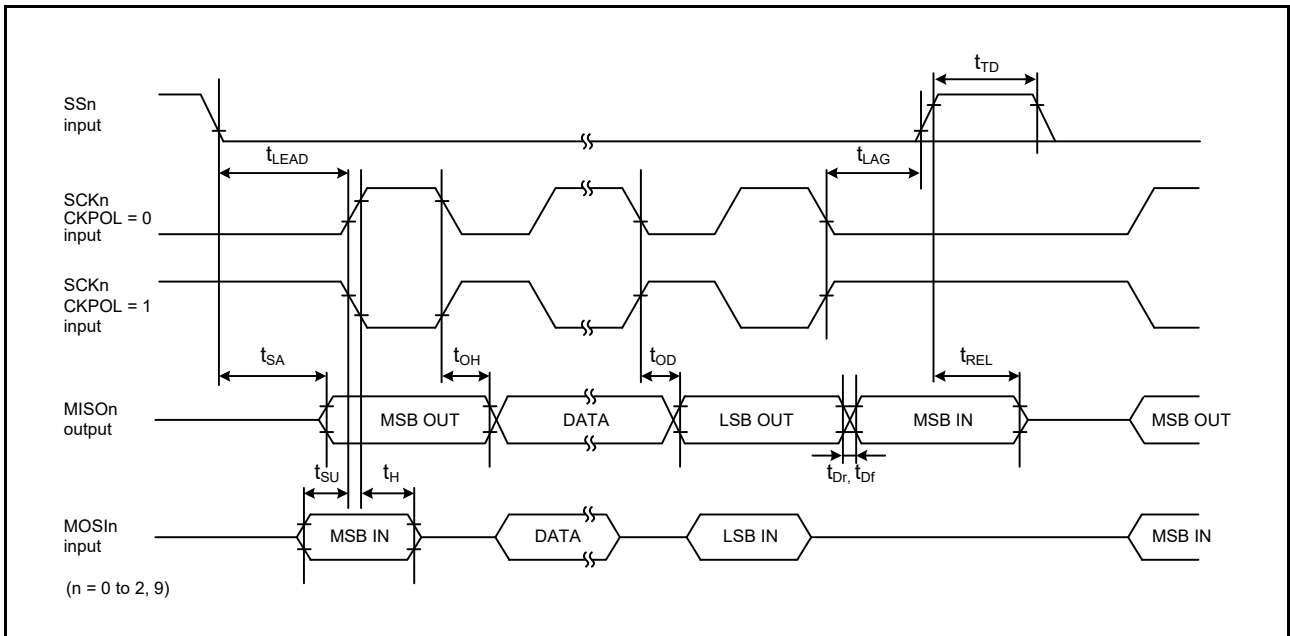 tTD
SSn
input
tLEAD
tLAG
SCKn
CKPOL = 0
input
SCKn
CKPOL = 1
input
tSA
tOH
tOD
tREL
MISOn
output
MSB OUT
DATA
LSB OUT
MSB IN
MSB OUT
tSU
tH
tDr, tDf
MOSIn
input
MSB IN
DATA
LSB IN
MSB IN
(n = 0 to 2, 9)